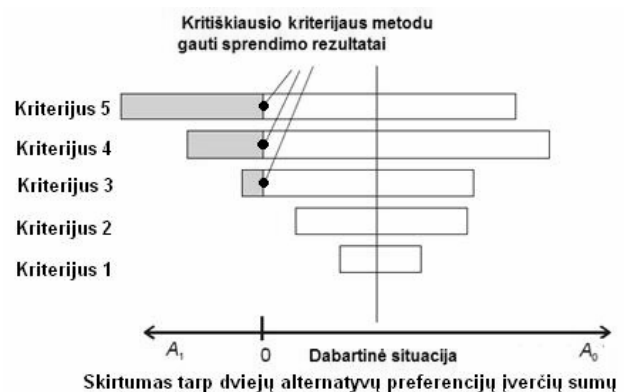 Kritiškiausio kriterijaus metodu
gauti sprendimo rezultatai
Kriterijus 5
Kriterijus 4
Kriterijus 3
Kriterijus 2
Kriterijus 1
A₁
0
Dabartinė situacija
A₀
Skirtumas tarp dviejų alternatyvų preferencijų įverčių sumų